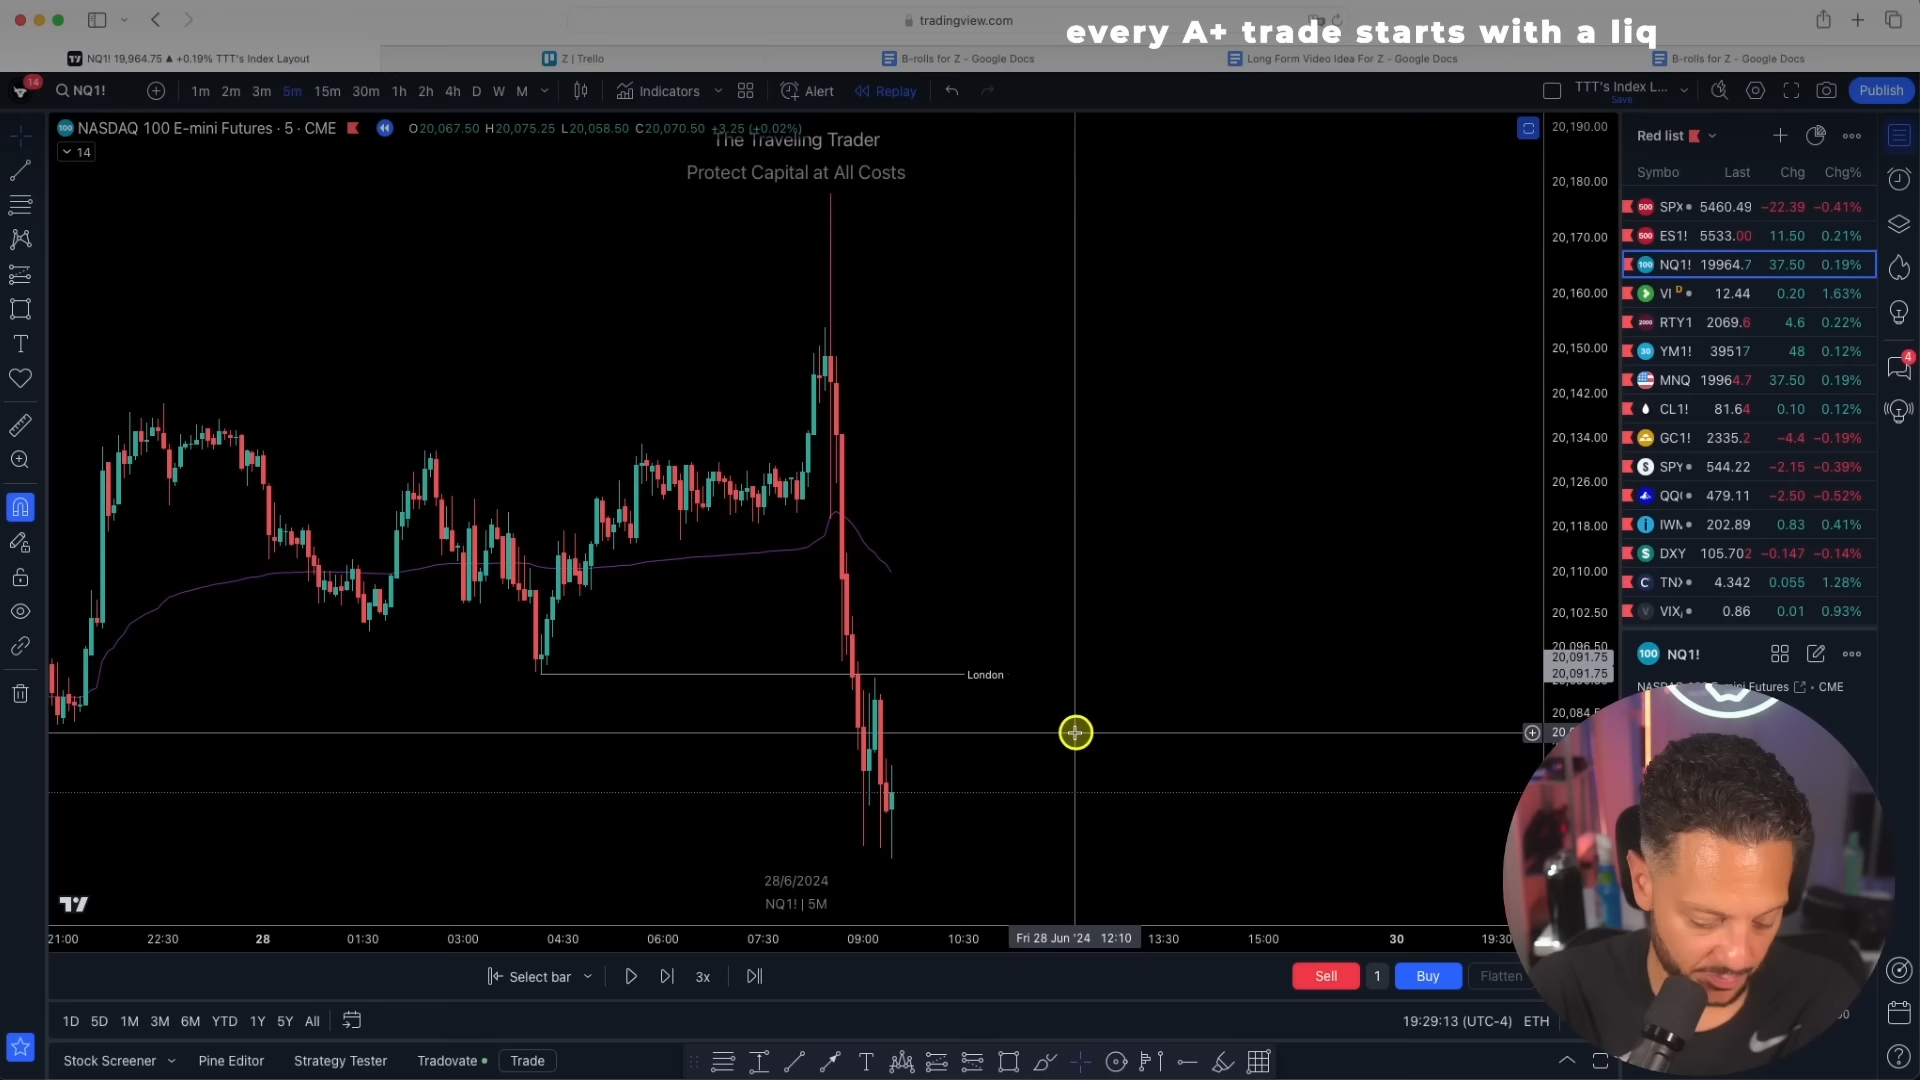 tradingview.com
every A+ trade starts with a liq
NQ1! 19,964.75 ▲ +0.19% TTT's Index Layout
Z | Trello
B-rolls for Z - Google Docs
Long Form Video Idea For Z - Google Docs
B-rolls for Z - Google Docs
14
NQ1!
1m 2m 3m 5m 15m 30m 1h 2h 4h D W M
Indicators
Alert
Replay
TTT's Index L...
Save
Publish
NASDAQ 100 E-mini Futures · 5 · CME
O20,067.50 H20,075.25 L20,058.50 C20,070.50 +3.25 (+0.02%)
14
The Traveling Trader
Protect Capital at All Costs
London
28/6/2024
NQ1! | 5M
20,190.00
20,180.00
20,170.00
20,160.00
20,150.00
20,142.00
20,134.00
20,126.00
20,118.00
20,110.00
20,102.50
20,096.50
20,091.75
20,091.75
20,084.5
21:00 22:30 28 01:30 03:00 04:30 06:00 07:30 09:00 10:30 Fri 28 Jun '24 12:10 13:30 15:00 30 19:30
Red list
Symbo Last Chg Chg%
SPX 5460.49 −22.39 −0.41%
ES1! 5533.00 11.50 0.21%
NQ1! 19964.7 37.50 0.19%
VI D 12.44 0.20 1.63%
RTY1 2069.6 4.6 0.22%
YM1! 39517 48 0.12%
MNQ 19964.7 37.50 0.19%
CL1! 81.64 0.10 0.12%
GC1! 2335.2 −4.4 −0.19%
SPY 544.22 −2.15 −0.39%
QQ 479.11 −2.50 −0.52%
IWM 202.89 0.83 0.41%
DXY 105.702 −0.147 −0.14%
TNX 4.342 0.055 1.28%
VIX, 0.86 0.01 0.93%
100 NQ1!
Futures · CME
4
Select bar
3x
Sell 1 Buy Flatten
1D 5D 1M 3M 6M YTD 1Y 5Y All
19:29:13 (UTC-4) ETH
Stock Screener Pine Editor Strategy Tester Tradovate Trade